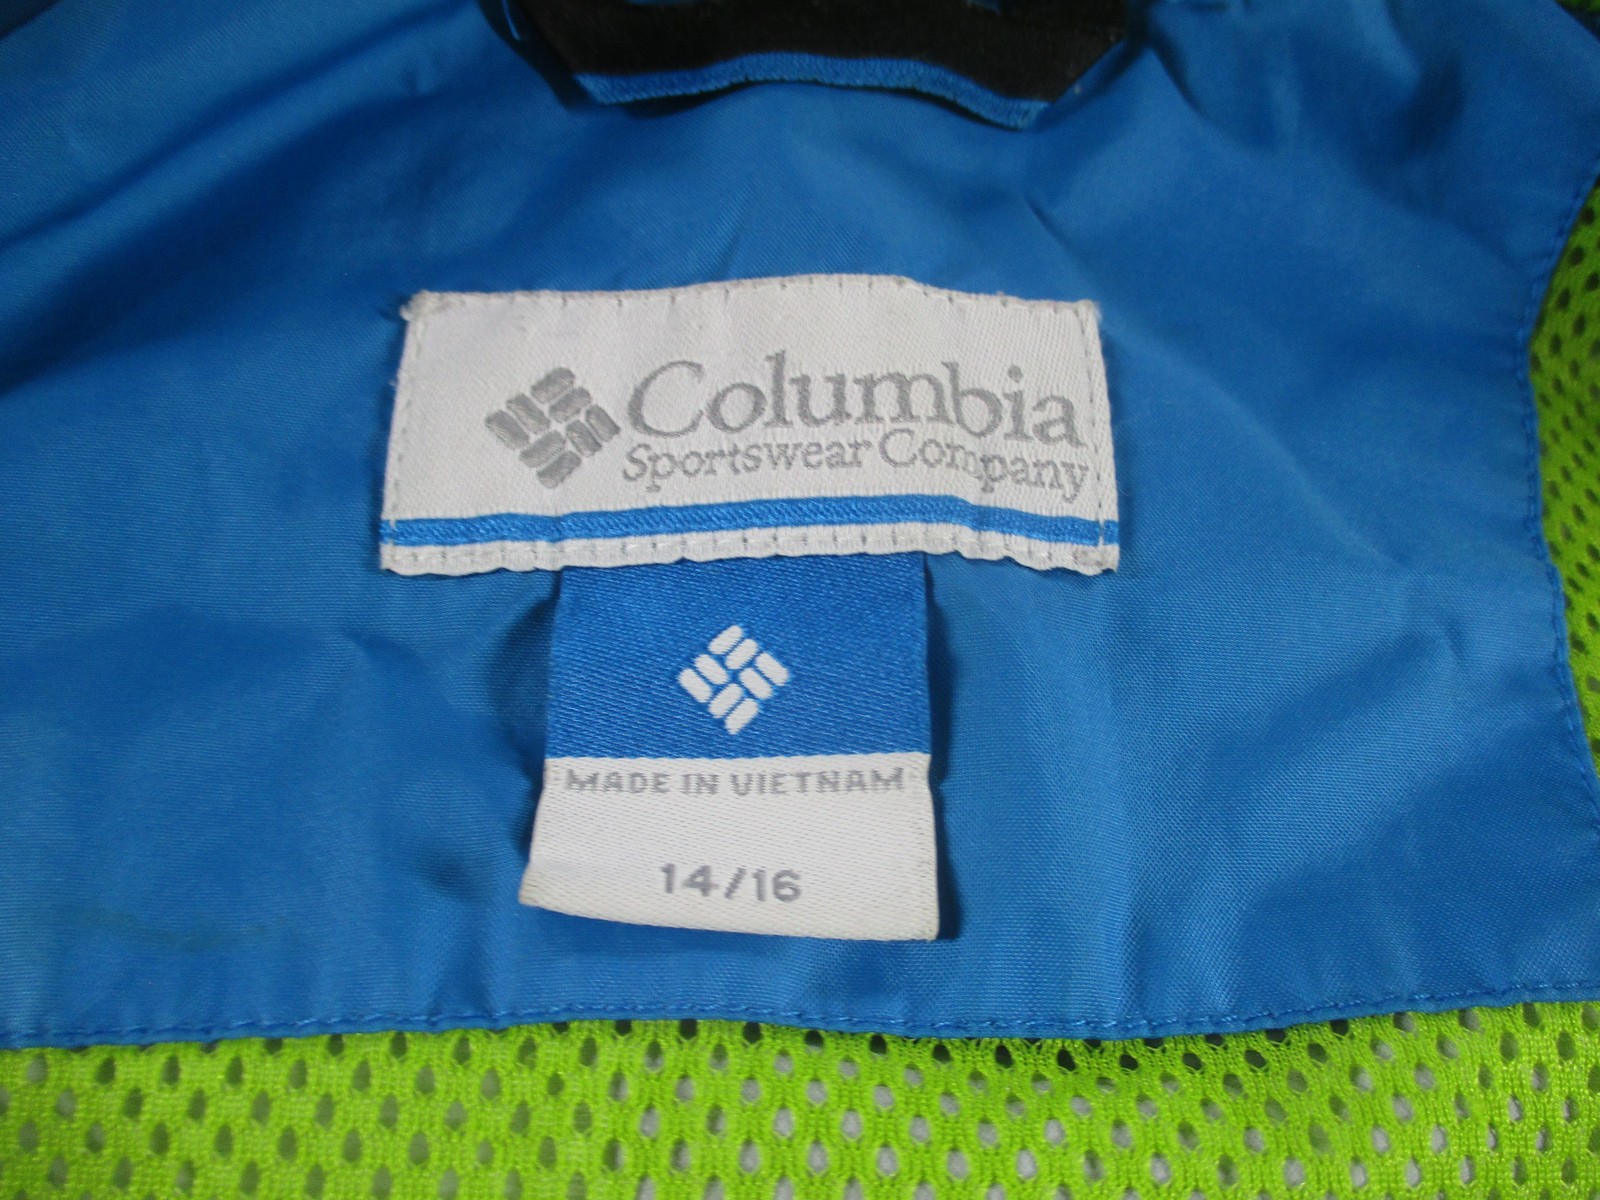 Columbia
Sportswear Company
MADE IN VIETNAM
14/16